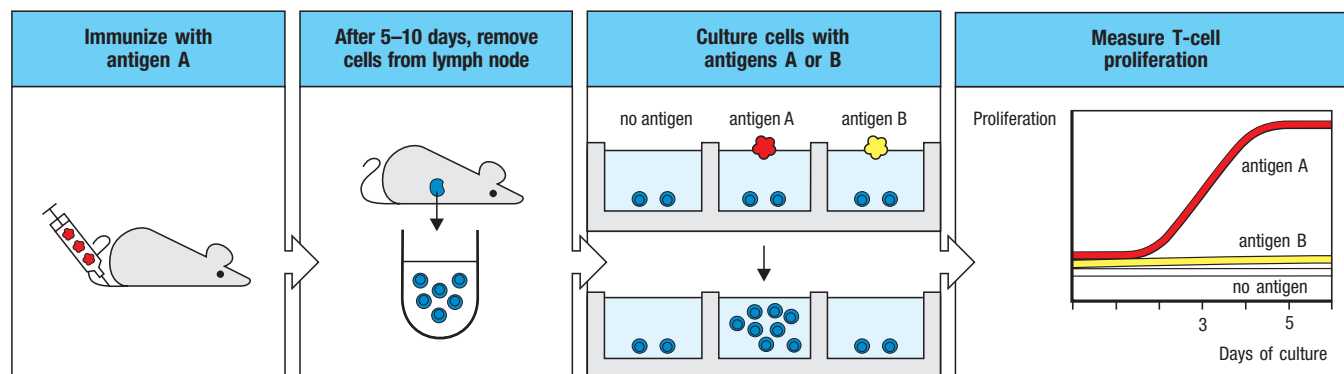 Immunize with
antigen A
After 5–10 days, remove
cells from lymph node
Culture cells with
antigens A or B
no antigen
antigen A
antigen B
Measure T-cell
proliferation
Proliferation
antigen A
antigen B
no antigen
3
5
Days of culture